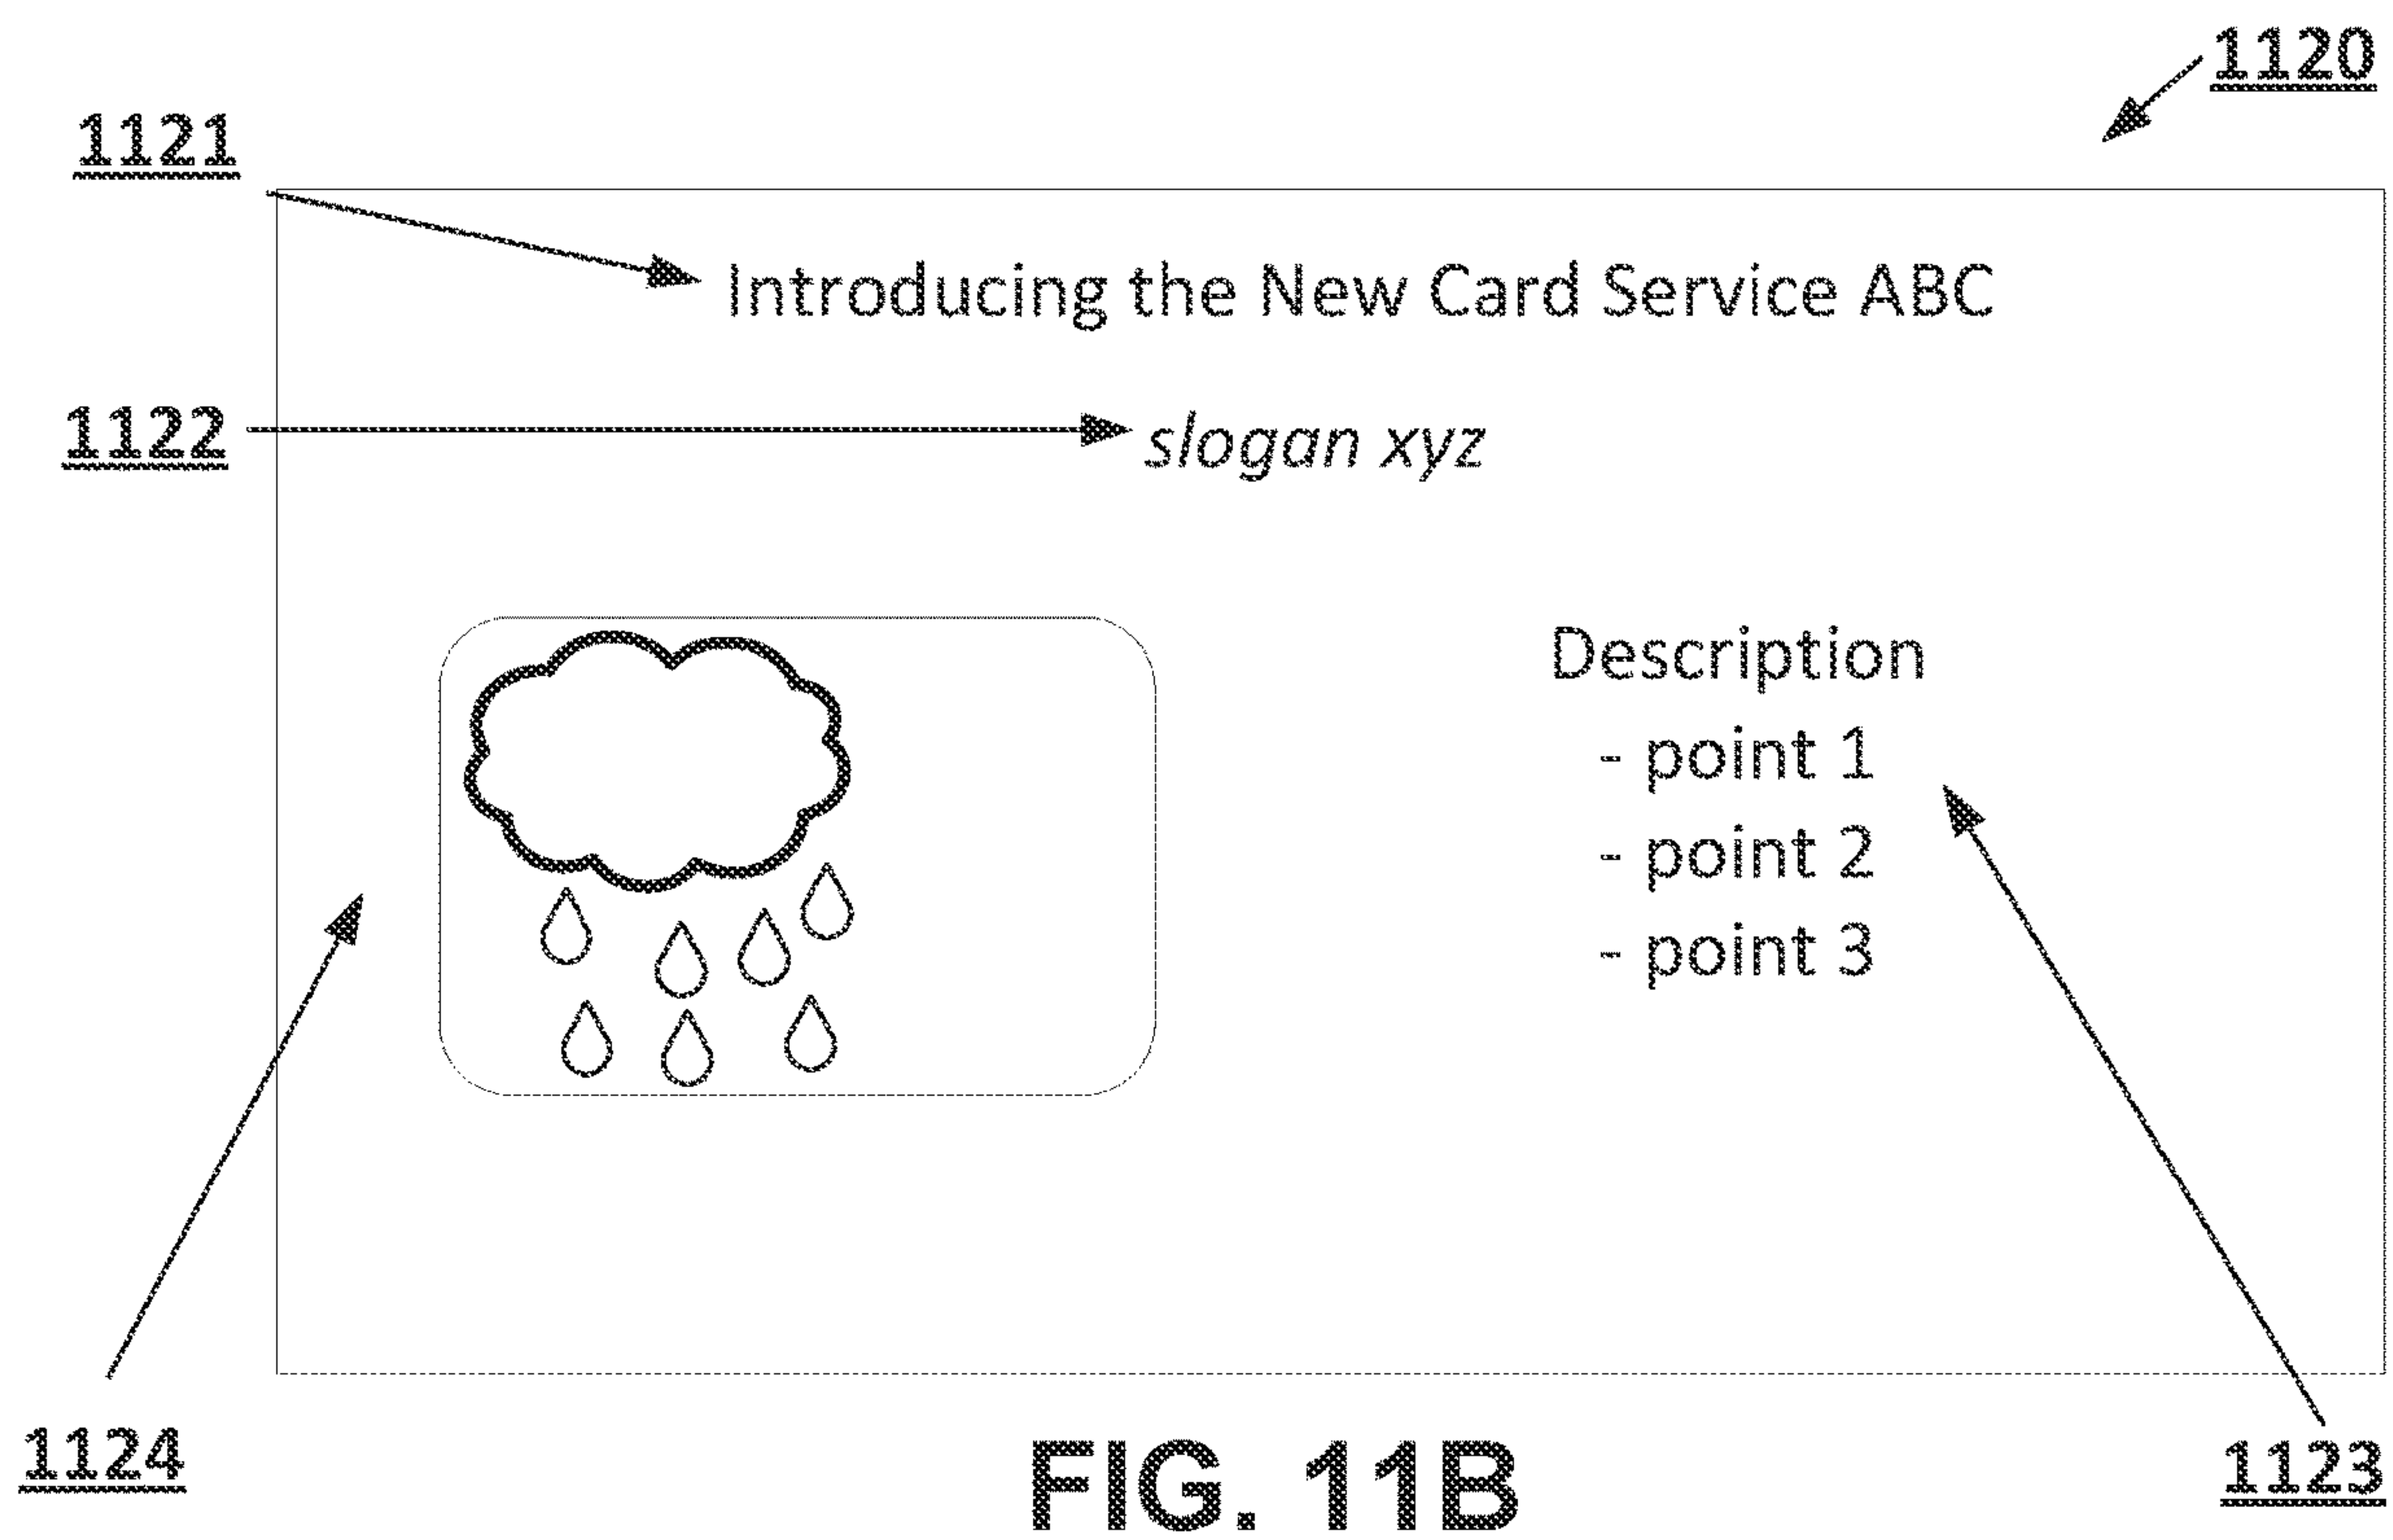 1120
1121
Introducing the New Card Service ABC
1122
slogan xyz
Description
- point 1
- point 2
- point 3
1124
1123
FIG. 11B